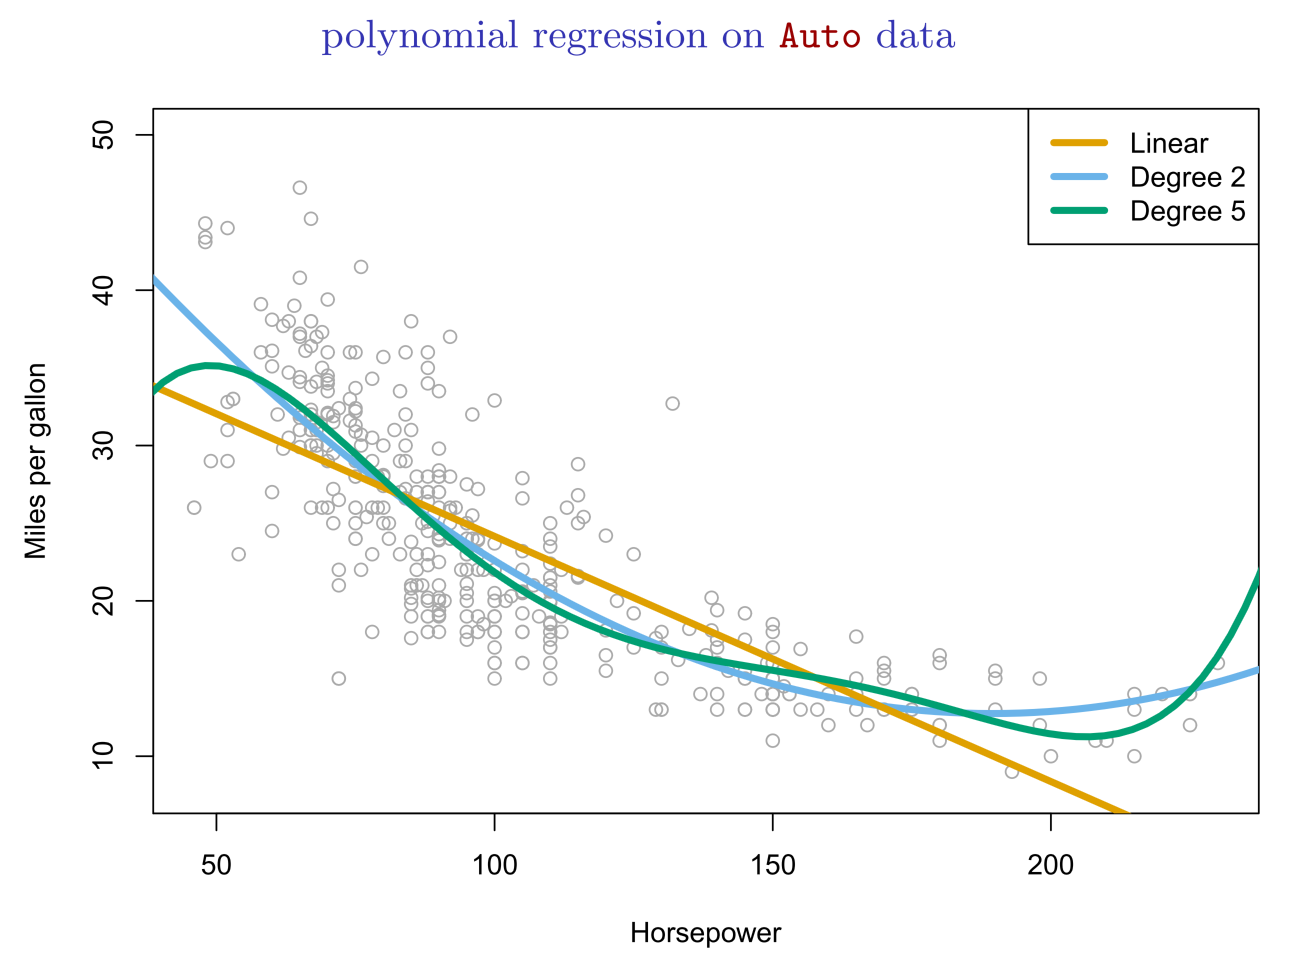 polynomial regression on Auto data
Linear
Degree 2
Degree 5
Miles per gallon
50
40
30
20
10
50 100 150 200
Horsepower